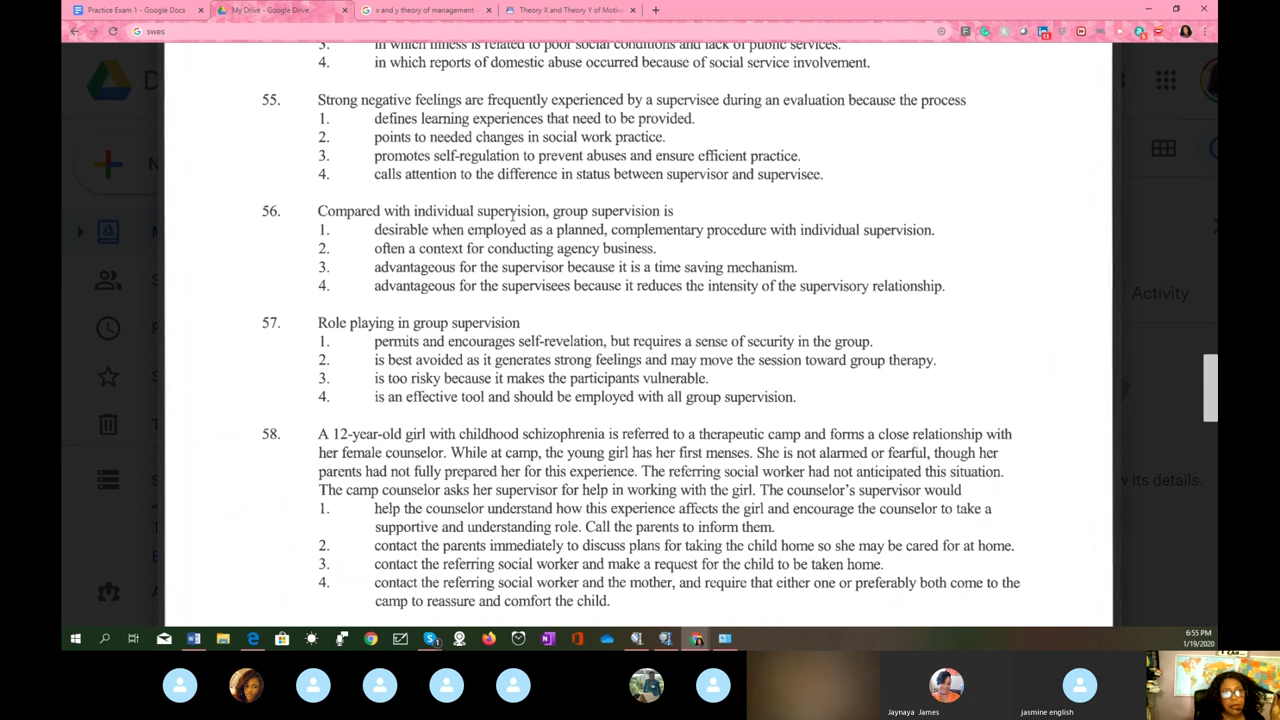 Practice Exam 1 - Google Docs
My Drive - Google Drive
x and y theory of management -
Theory X and Theory Y of Motiv
swes
3. in which illness is related to poor social conditions and lack of public services.
4. in which reports of domestic abuse occurred because of social service involvement.
55. Strong negative feelings are frequently experienced by a supervisee during an evaluation because the process
1. defines learning experiences that need to be provided.
2. points to needed changes in social work practice.
3. promotes self-regulation to prevent abuses and ensure efficient practice.
4. calls attention to the difference in status between supervisor and supervisee.
56. Compared with individual supervision, group supervision is
1. desirable when employed as a planned, complementary procedure with individual supervision.
2. often a context for conducting agency business.
3. advantageous for the supervisor because it is a time saving mechanism.
4. advantageous for the supervisees because it reduces the intensity of the supervisory relationship.
Activity
57. Role playing in group supervision
1. permits and encourages self-revelation, but requires a sense of security in the group.
2. is best avoided as it generates strong feelings and may move the session toward group therapy.
3. is too risky because it makes the participants vulnerable.
4. is an effective tool and should be employed with all group supervision.
58. A 12-year-old girl with childhood schizophrenia is referred to a therapeutic camp and forms a close relationship with
her female counselor. While at camp, the young girl has her first menses. She is not alarmed or fearful, though her
parents had not fully prepared her for this experience. The referring social worker had not anticipated this situation.
The camp counselor asks her supervisor for help in working with the girl. The counselor's supervisor would
w its details.
1. help the counselor understand how this experience affects the girl and encourage the counselor to take a
supportive and understanding role. Call the parents to inform them.
2. contact the parents immediately to discuss plans for taking the child home so she may be cared for at home.
3. contact the referring social worker and make a request for the child to be taken home.
4. contact the referring social worker and the mother, and require that either one or preferably both come to the
camp to reassure and comfort the child.
6:55 PM
1/19/2020
Jaynaya James
jasmine english